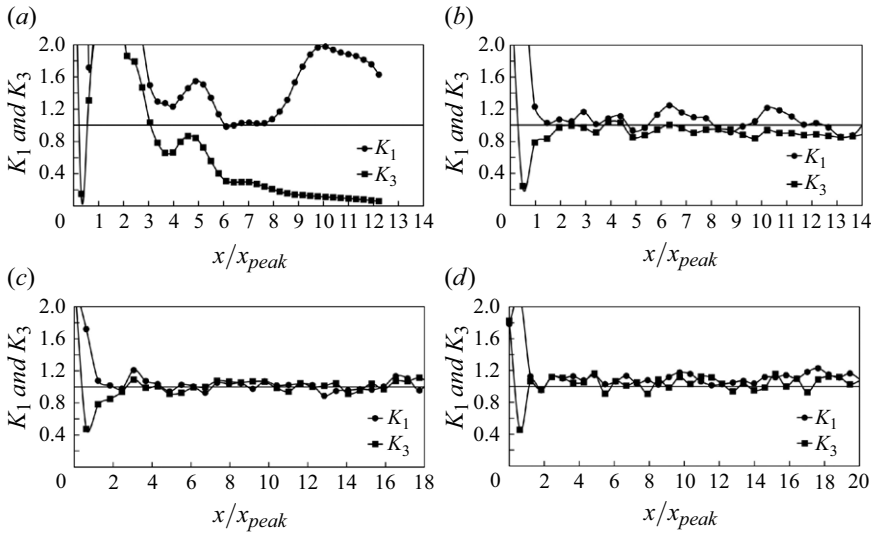 (a)
K1 and K3
2.0
1.6
1.2
0.8
0.4
0 1 2 3 4 5 6 7 8 9 10 11 12 13 14
K1
K3
x/xpeak
(b)
K1 and K3
2.0
1.6
1.2
0.8
0.4
0 1 2 3 4 5 6 7 8 9 10 11 12 13 14
K1
K3
x/xpeak
(c)
K1 and K3
2.0
1.6
1.2
0.8
0.4
0 2 4 6 8 10 12 14 16 18
K1
K3
x/xpeak
(d)
K1 and K3
2.0
1.6
1.2
0.8
0.4
0 2 4 6 8 10 12 14 16 18 20
K1
K3
x/xpeak